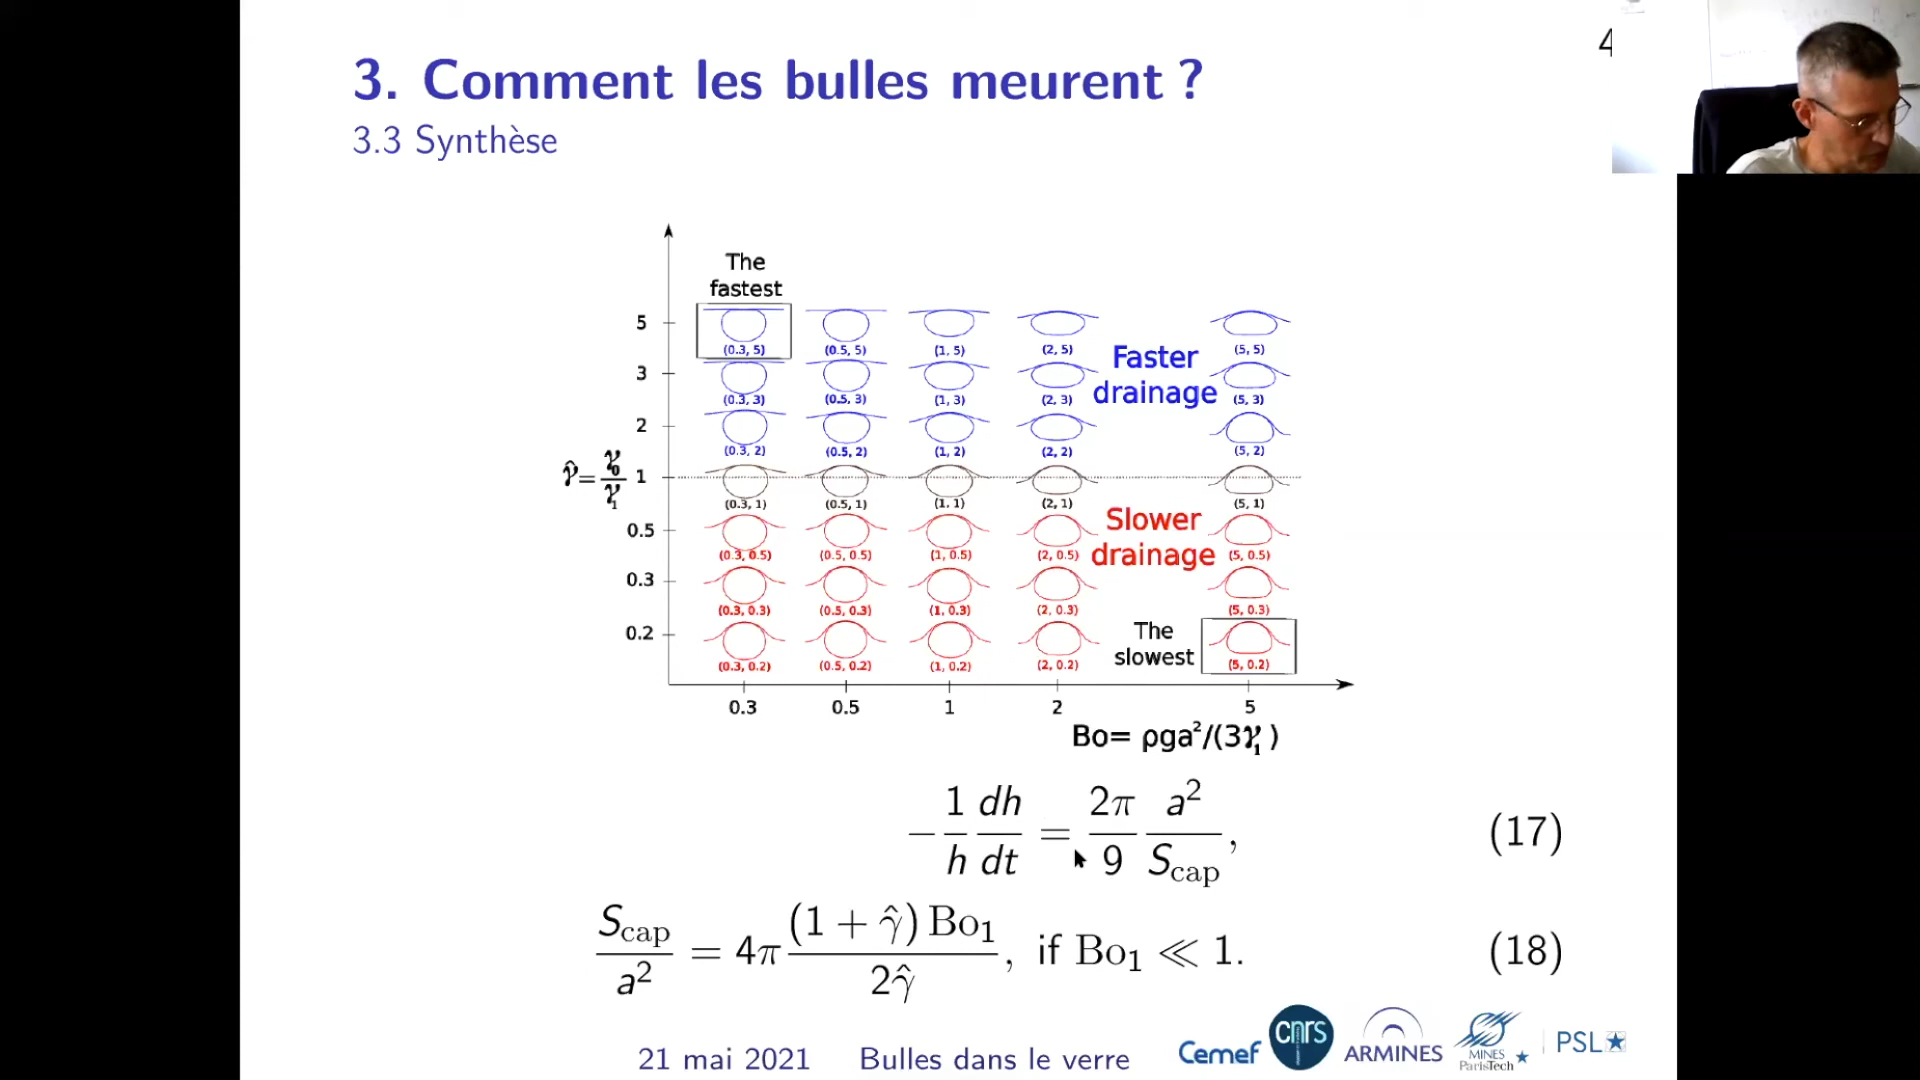 3. Comment les bulles meurent ?
4
3.3 Synthèse
The
fastest
5
(0.3, 5) (0.5, 5) (1, 5) (2, 5) (5, 5)
Faster
drainage
3
(0.3, 3) (0.5, 3) (1, 3) (2, 3) (5, 3)
2
(0.3, 2) (0.5, 2) (1, 2) (2, 2) (5, 2)
γ̂ = γ₀/γ₁
1
(0.3, 1) (0.5, 1) (1, 1) (2, 1) (5, 1)
Slower
drainage
0.5
(0.3, 0.5) (0.5, 0.5) (1, 0.5) (2, 0.5) (5, 0.5)
0.3
(0.3, 0.3) (0.5, 0.3) (1, 0.3) (2, 0.3) (5, 0.3)
The
slowest
0.2
(0.3, 0.2) (0.5, 0.2) (1, 0.2) (2, 0.2) (5, 0.2)
0.3 0.5 1 2 5
Bo= ρga²/(3γ₁)
−(1/h)(dh/dt) = (2π/9)(a²/S_cap), (17)
S_cap/a² = 4π (1 + γ̂) Bo₁/(2γ̂), if Bo₁ ≪ 1. (18)
21 mai 2021 Bulles dans le verre
Cemef
cnrs
ARMINES
MINES
ParisTech
PSL